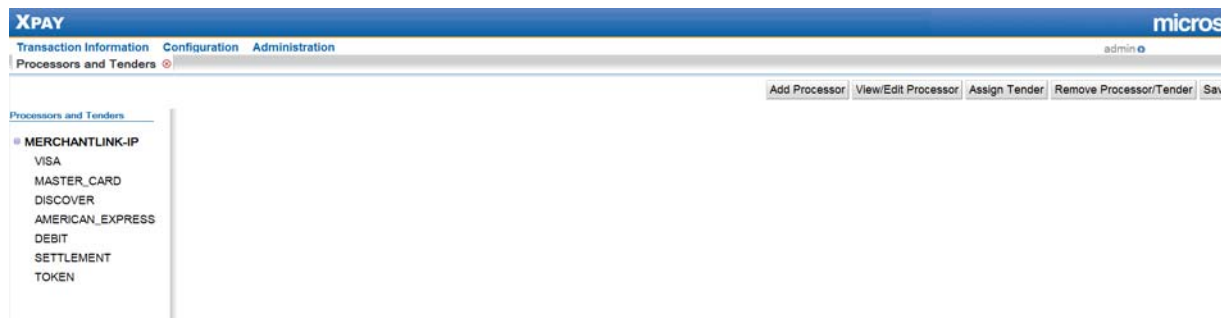 XPAY micros
Transaction Information Configuration Administration admin
Processors and Tenders
Add Processor View/Edit Processor Assign Tender Remove Processor/Tender Sav
Processors and Tenders
MERCHANTLINK-IP
VISA
MASTER_CARD
DISCOVER
AMERICAN_EXPRESS
DEBIT
SETTLEMENT
TOKEN